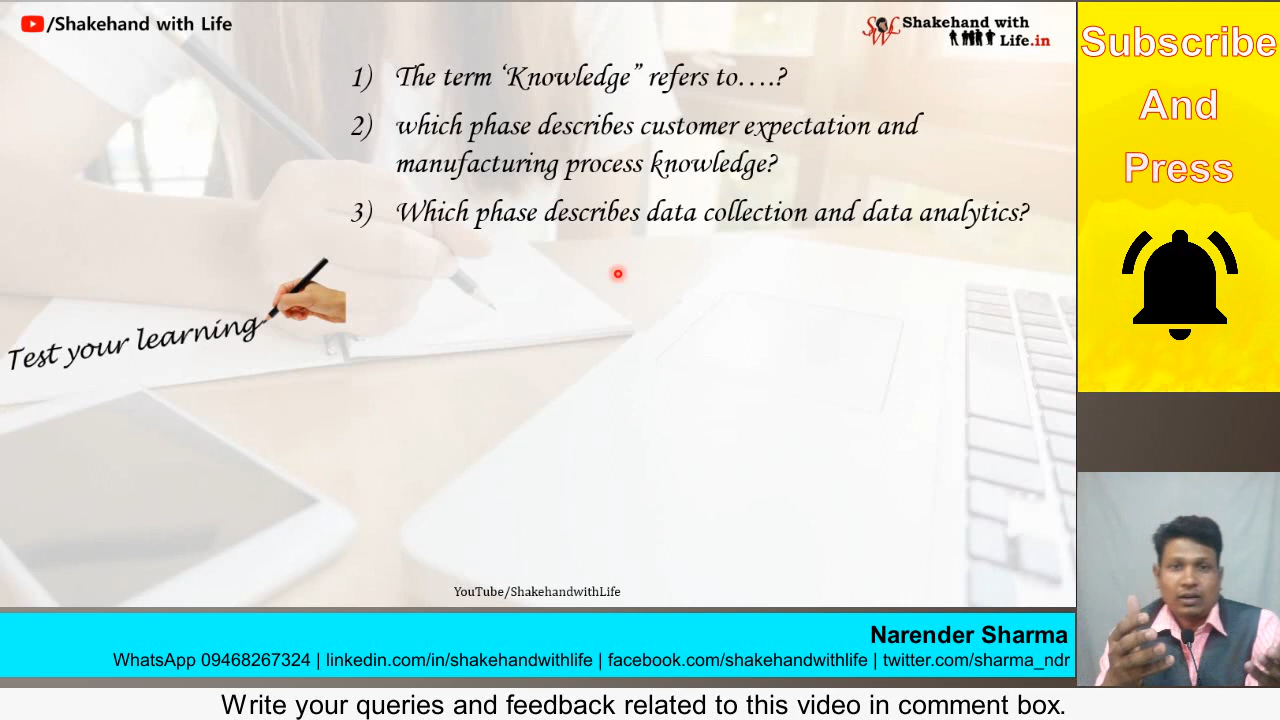 /Shakehand with Life
Shakehand with
Life.in
1) The term ‘Knowledge” refers to….?
2) which phase describes customer expectation and
manufacturing process knowledge?
3) Which phase describes data collection and data analytics?
Test your learning
YouTube/ShakehandwithLife
Subscribe
And
Press
Narender Sharma
WhatsApp 09468267324 | linkedin.com/in/shakehandwithlife | facebook.com/shakehandwithlife | twitter.com/sharma_ndr
Write your queries and feedback related to this video in comment box.